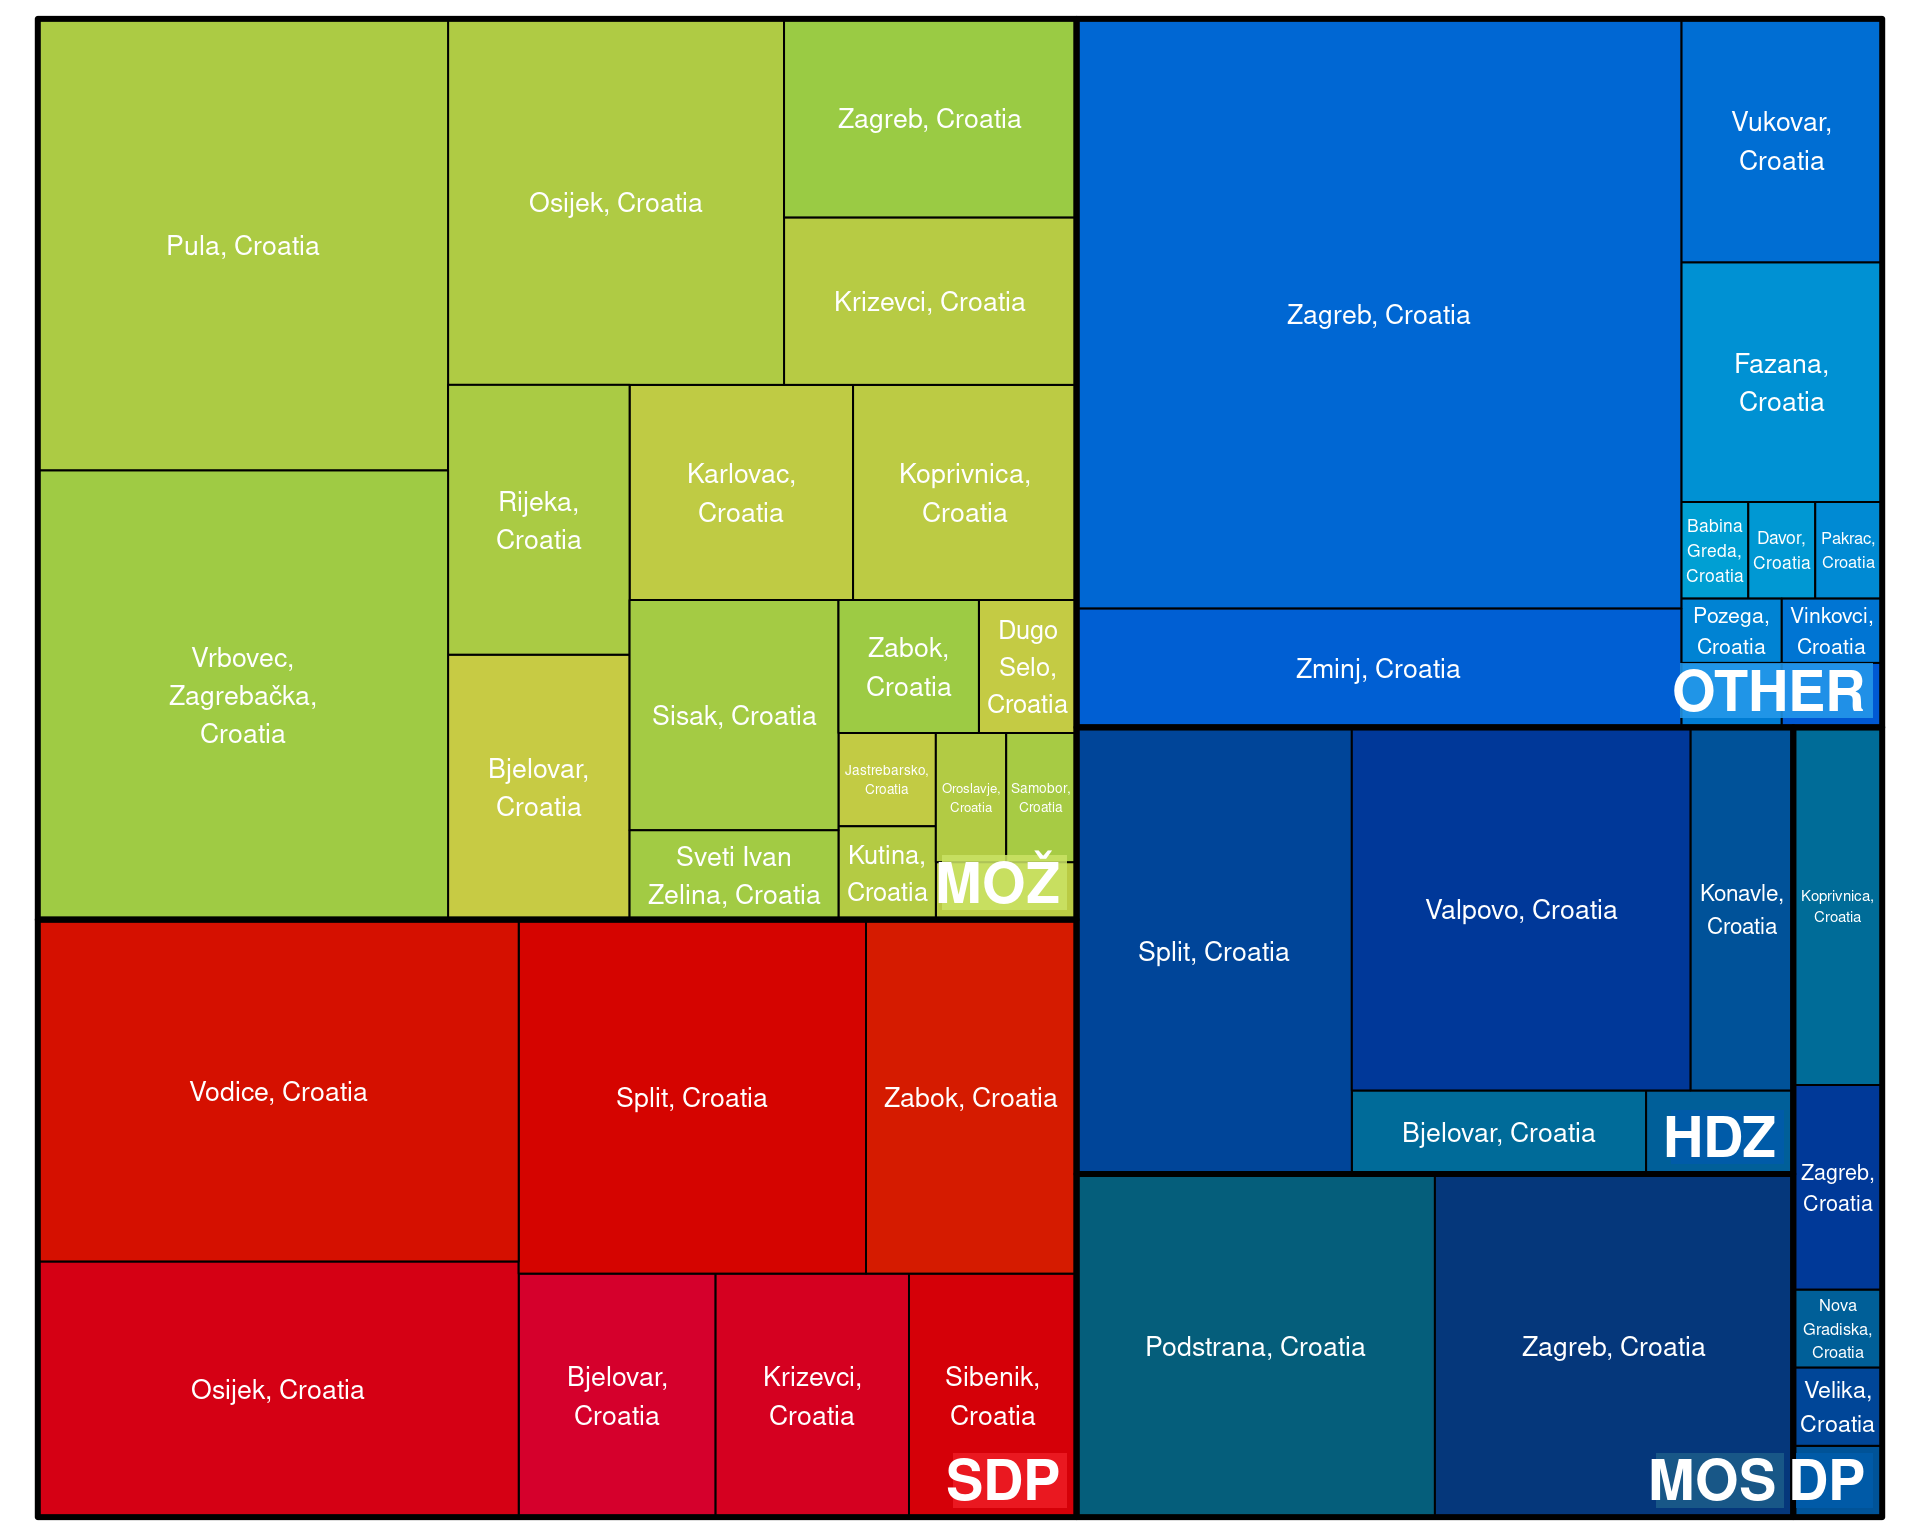 Pula, Croatia
Osijek, Croatia
Zagreb, Croatia
Krizevci, Croatia
Vrbovec,
Zagrebačka,
Croatia
Rijeka,
Croatia
Karlovac,
Croatia
Koprivnica,
Croatia
Bjelovar,
Croatia
Sisak, Croatia
Zabok,
Croatia
Dugo
Selo,
Croatia
Jastrebarsko,
Croatia
Oroslavje,
Croatia
Samobor,
Croatia
Sveti Ivan
Zelina, Croatia
Kutina,
Croatia
MOŽ
Zagreb, Croatia
Vukovar,
Croatia
Fazana,
Croatia
Babina
Greda,
Croatia
Davor,
Croatia
Pakrac,
Croatia
Pozega,
Croatia
Vinkovci,
Croatia
Zminj, Croatia
OTHER
Vodice, Croatia
Split, Croatia
Zabok, Croatia
Osijek, Croatia
Bjelovar,
Croatia
Krizevci,
Croatia
Sibenik,
Croatia
SDP
Split, Croatia
Valpovo, Croatia
Konavle,
Croatia
Bjelovar, Croatia
HDZ
Podstrana, Croatia
Zagreb, Croatia
MOS
Koprivnica,
Croatia
Zagreb,
Croatia
Nova
Gradiska,
Croatia
Velika,
Croatia
DP